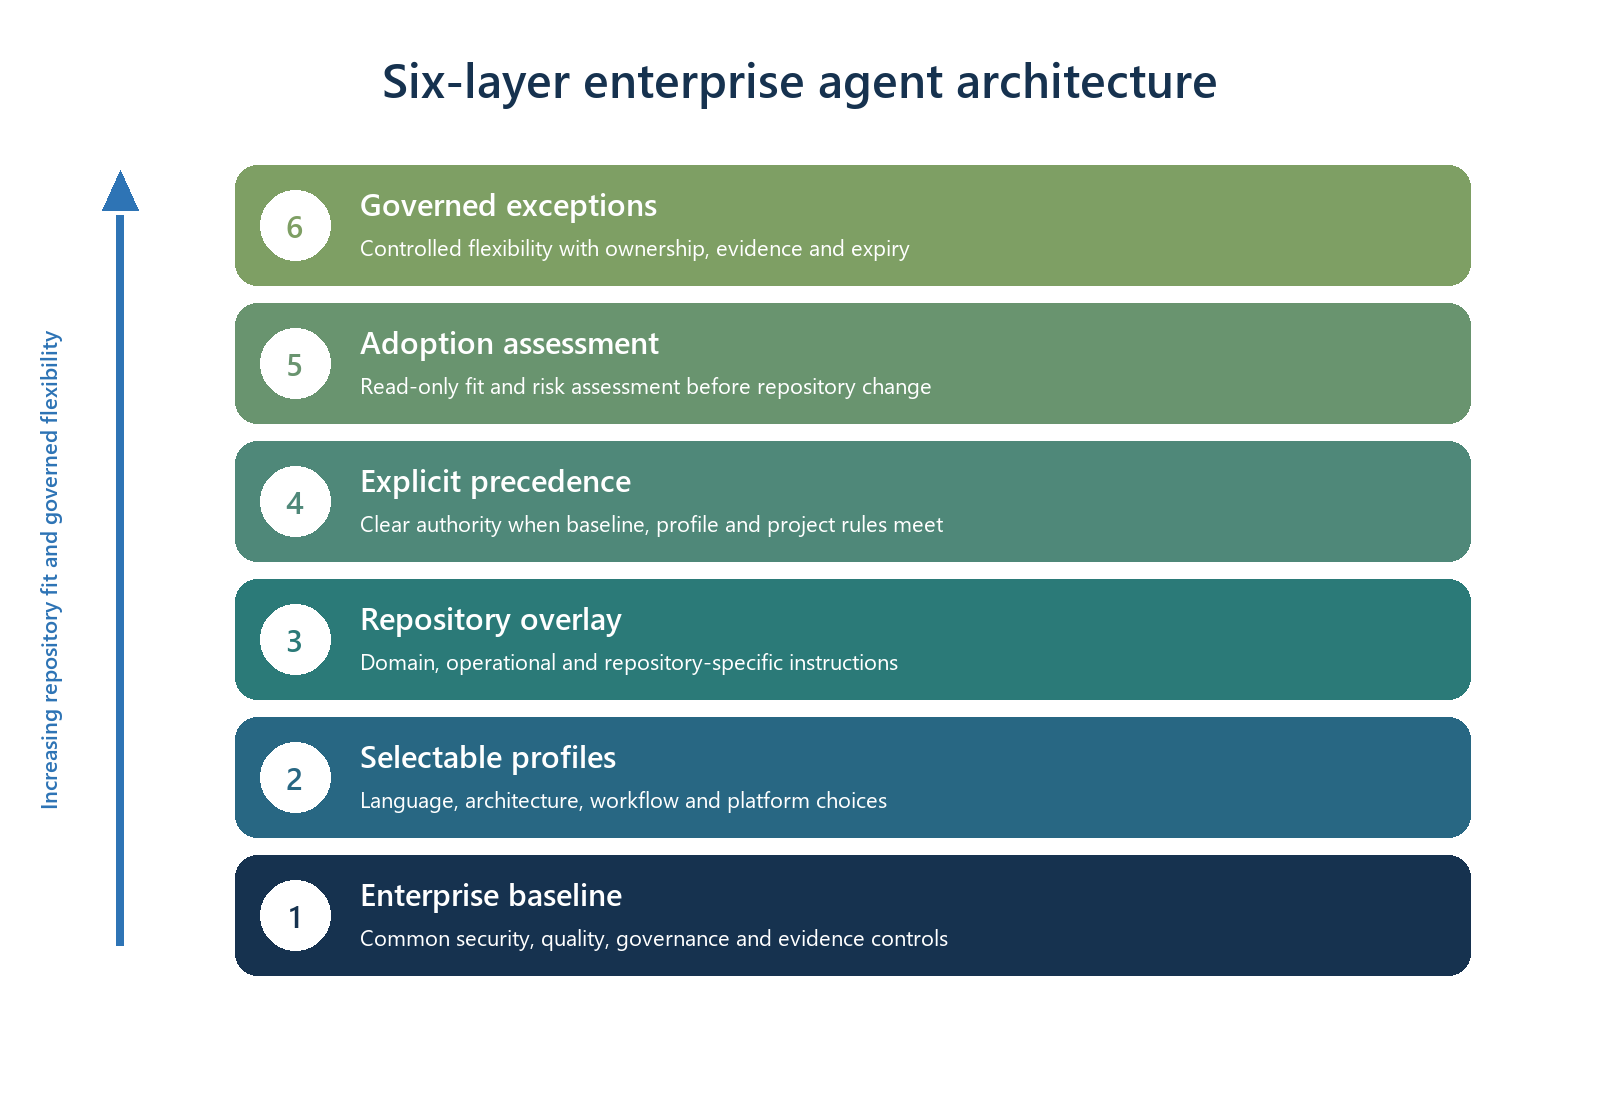 Six-layer enterprise agent architecture
Increasing repository fit and governed flexibility
6
Governed exceptions
Controlled flexibility with ownership, evidence and expiry
5
Adoption assessment
Read-only fit and risk assessment before repository change
4
Explicit precedence
Clear authority when baseline, profile and project rules meet
3
Repository overlay
Domain, operational and repository-specific instructions
2
Selectable profiles
Language, architecture, workflow and platform choices
1
Enterprise baseline
Common security, quality, governance and evidence controls